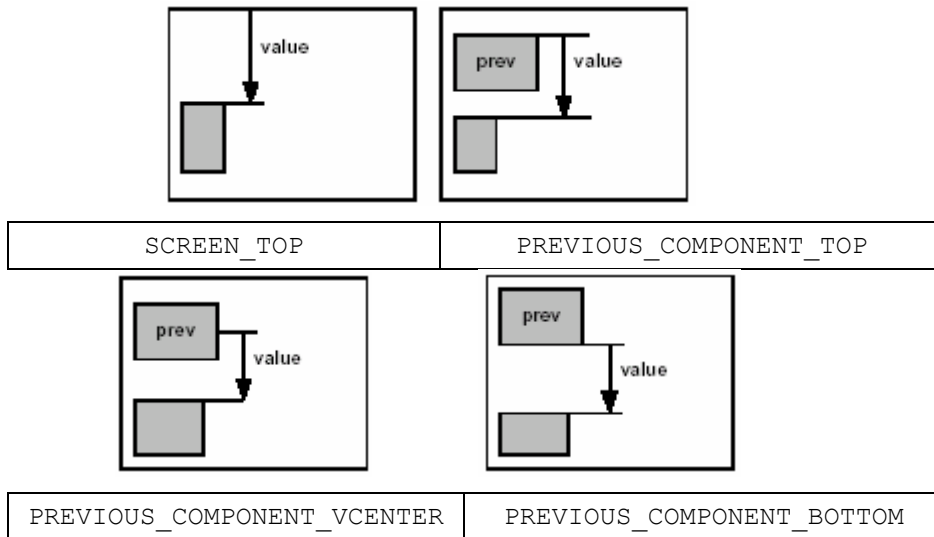 value
prev
value
SCREEN_TOP
PREVIOUS_COMPONENT_TOP
prev
value
prev
value
PREVIOUS_COMPONENT_VCENTER
PREVIOUS_COMPONENT_BOTTOM